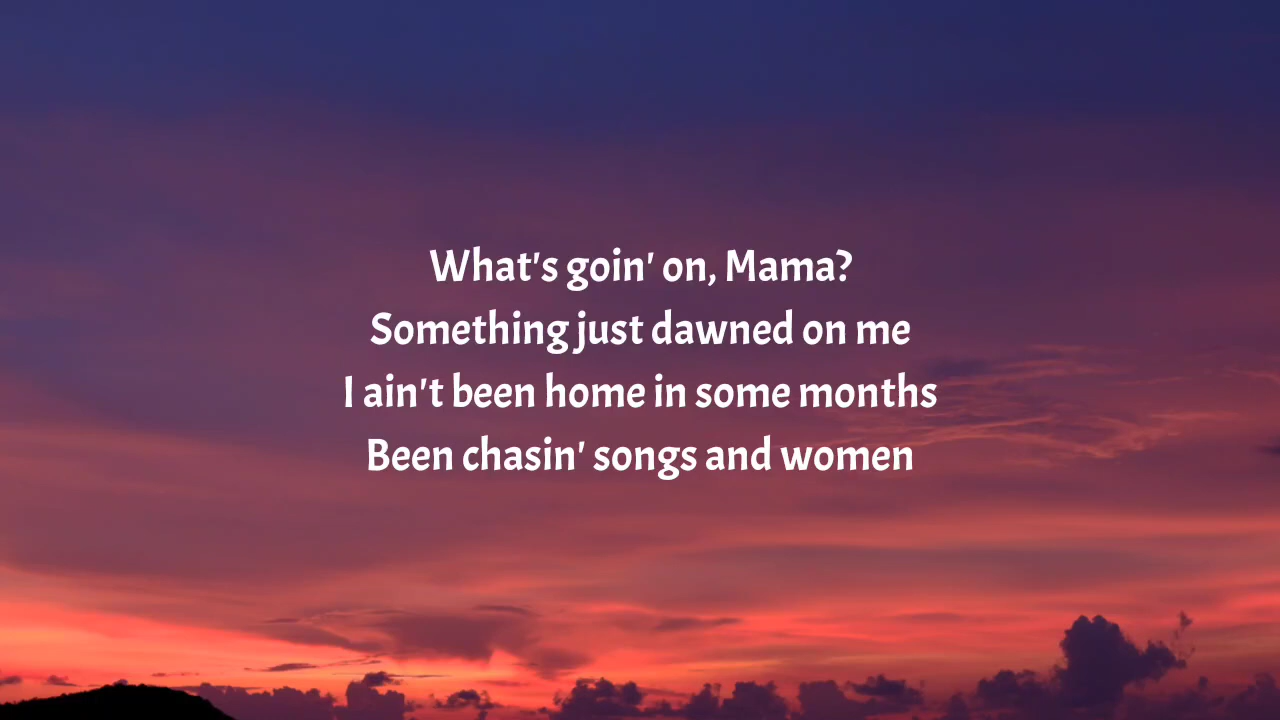 What's goin' on, Mama?
Something just dawned on me
I ain't been home in some months
Been chasin' songs and women